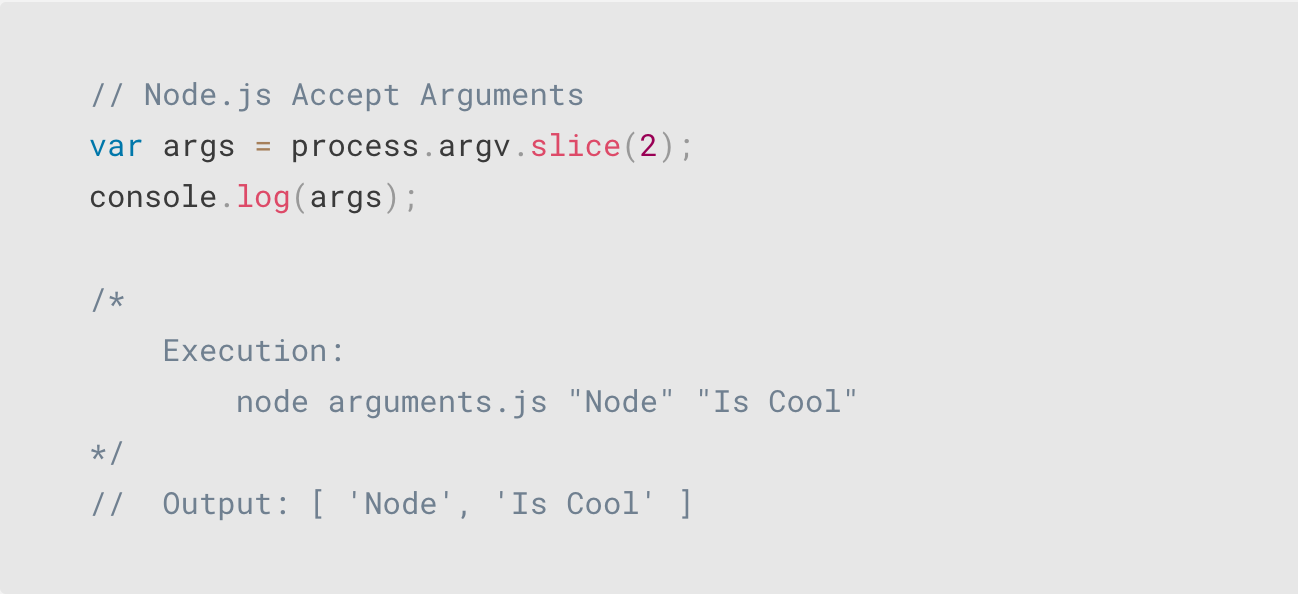 // Node.js Accept Arguments
var args = process.argv.slice(2);
console.log(args);
/*
Execution:
node arguments.js "Node" "Is Cool"
*/
//  Output: [ 'Node', 'Is Cool' ]